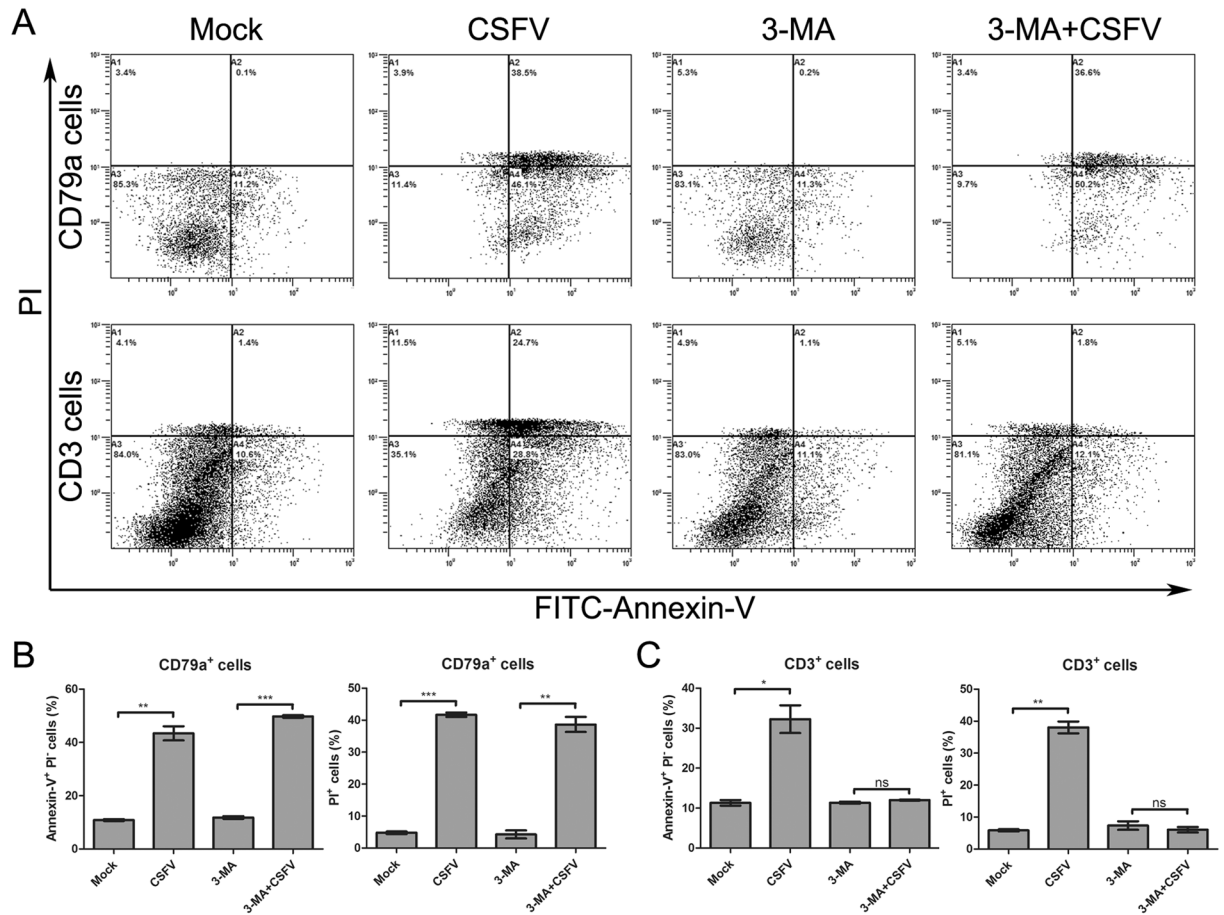 A
Mock
CSFV
3-MA
3-MA+CSFV
CD79a cells
A1
3.4%
A2
0.1%
A3
85.3%
A4
11.2%
A1
3.9%
A2
38.5%
A3
11.4%
A4
46.1%
A1
5.3%
A2
0.2%
A3
83.1%
A4
11.3%
A1
3.4%
A2
36.6%
A3
9.7%
A4
50.2%
PI
CD3 cells
A1
4.1%
A2
1.4%
A3
84.0%
A4
10.6%
A1
11.5%
A2
24.7%
A3
35.1%
A4
28.8%
A1
4.9%
A2
1.1%
A3
83.0%
A4
11.1%
A1
5.1%
A2
1.8%
A3
81.1%
A4
12.1%
FITC-Annexin-V
B
CD79a⁺ cells
Annexin-V⁺ PI⁻ cells (%)
60
40
20
0
**
***
Mock
CSFV
3-MA
3-MA+CSFV
CD79a⁺ cells
PI⁺ cells (%)
50
40
30
20
10
0
***
**
Mock
CSFV
3-MA
3-MA+CSFV
C
CD3⁺ cells
Annexin-V⁺ PI⁻ cells (%)
40
30
20
10
0
*
ns
Mock
CSFV
3-MA
3-MA+CSFV
CD3⁺ cells
PI⁺ cells (%)
50
40
30
20
10
0
**
ns
Mock
CSFV
3-MA
3-MA+CSFV